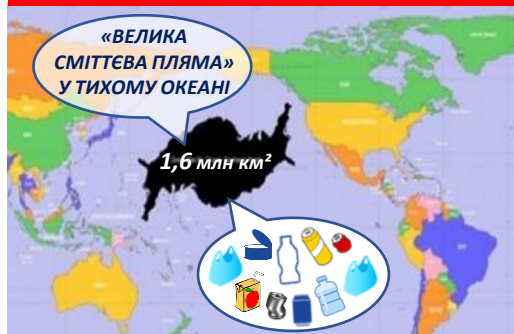 «ВЕЛИКА
СМІТТЄВА ПЛЯМА»
У ТИХОМУ ОКЕАНІ
1,6 млн км²